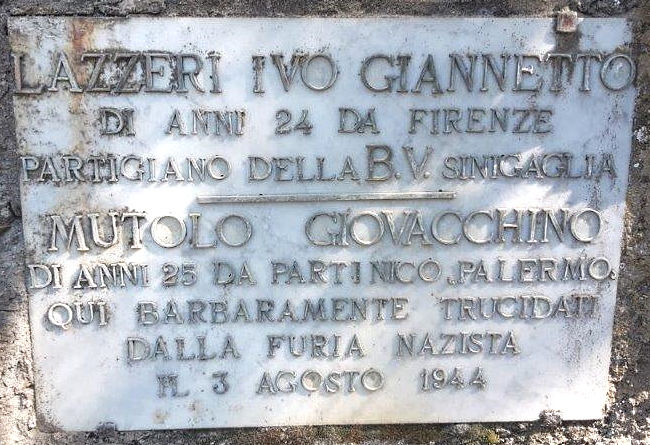 LAZZERI IVO GIANNETTO
DI ANNI 24 DA FIRENZE
PARTIGIANO DELLA B.V. SINIGAGLIA
MUTOLO GIOVACCHINO
DI ANNI 25 DA PARTINICO PALERMO
QUI BARBARAMENTE TRUCIDATI
DALLA FURIA NAZISTA
IL 3 AGOSTO 1944